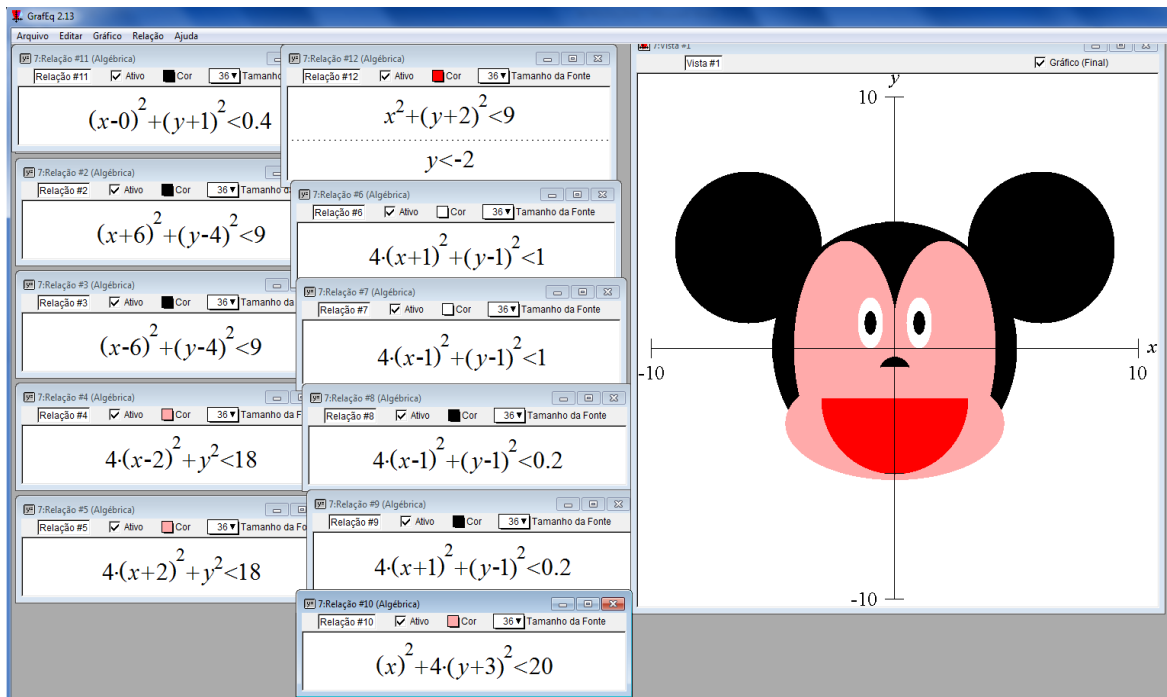 GrafEq 2.13
Arquivo Editar Gráfico Relação Ajuda
7:Relação #11 (Algébrica)
Relação #11 Ativo Cor 36 Tamanho da Fonte
(x-0)²+(y+1)²<0.4
7:Relação #2 (Algébrica)
Relação #2 Ativo Cor 36 Tamanho da
(x+6)²+(y-4)²<9
7:Relação #3 (Algébrica)
Relação #3 Ativo Cor 36 Tamanho da
(x-6)²+(y-4)²<9
7:Relação #4 (Algébrica)
Relação #4 Ativo Cor 36 Tamanho da F
4·(x-2)²+y²<18
7:Relação #5 (Algébrica)
Relação #5 Ativo Cor 36 Tamanho da Fo
4·(x+2)²+y²<18
7:Relação #12 (Algébrica)
Relação #12 Ativo Cor 36 Tamanho da Fonte
x²+(y+2)²<9
y<-2
7:Relação #6 (Algébrica)
Relação #6 Ativo Cor 36 Tamanho da Fonte
4·(x+1)²+(y-1)²<1
7:Relação #7 (Algébrica)
Relação #7 Ativo Cor 36 Tamanho da Fonte
4·(x-1)²+(y-1)²<1
7:Relação #8 (Algébrica)
Relação #8 Ativo Cor 36 Tamanho da Fonte
4·(x-1)²+(y-1)²<0.2
7:Relação #9 (Algébrica)
Relação #9 Ativo Cor 36 Tamanho da Fonte
4·(x+1)²+(y-1)²<0.2
7:Relação #10 (Algébrica)
Relação #10 Ativo Cor 36 Tamanho da Fonte
(x)²+4·(y+3)²<20
7:Vista #1
Vista #1 Gráfico (Final)
y
10
x
-10 10
-10